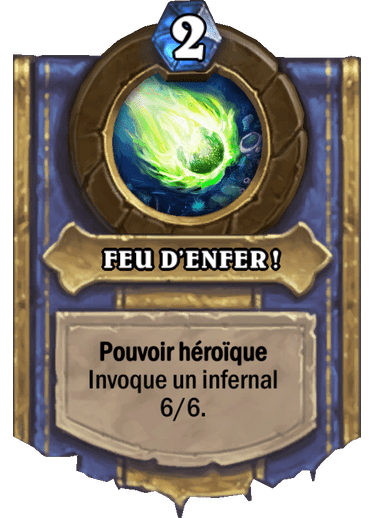 2
FEU D'ENFER !
Pouvoir héroïque
Invoque un infernal
6/6.